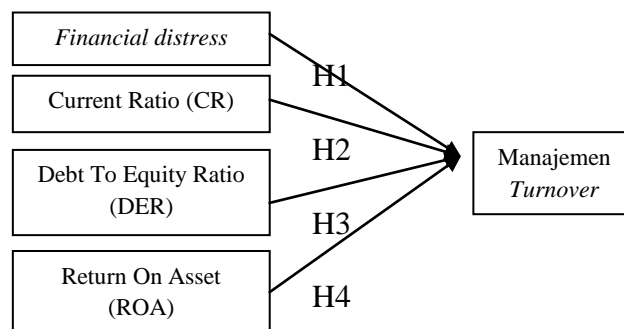 Financial distress
H1
Current Ratio (CR)
H2
Debt To Equity Ratio
(DER)
Manajemen
Turnover
H3
Return On Asset
(ROA)
H4